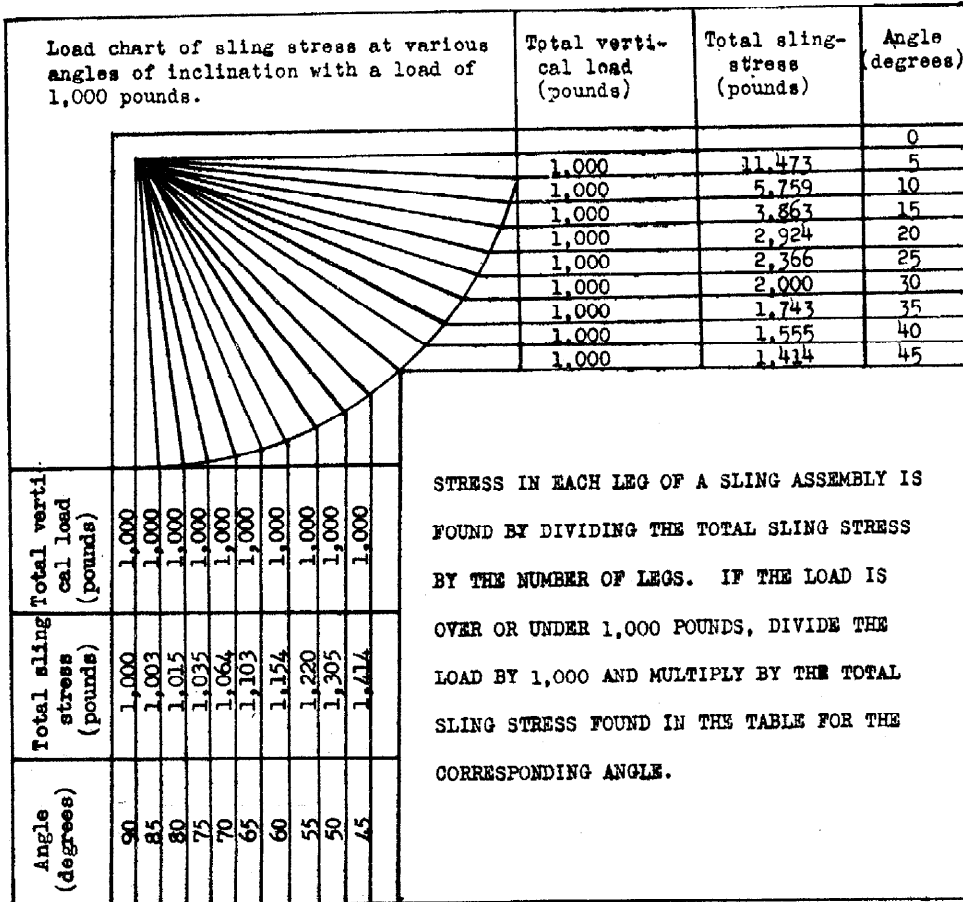 Load chart of sling stress at various
angles of inclination with a load of
1,000 pounds.
Total verti-
cal load
(pounds)
Total sling-
stress
(pounds)
Angle
(degrees)
0
1,000 11.473 5
1,000 5,759 10
1,000 3,863 15
1,000 2,924 20
1,000 2,366 25
1,000 2,000 30
1,000 1,743 35
1,000 1,555 40
1,000 1,414 45
Total verti-
cal load
(pounds)
1,000 1,000 1,000 1,000 1,000 1,000 1,000 1,000 1,000 1,000
Total sling
stress
(pounds)
1,000 1,003 1,015 1,035 1,064 1,103 1,154 1,220 1,305 1,414
Angle
(degrees)
90 85 80 75 70 65 60 55 50 45
STRESS IN EACH LEG OF A SLING ASSEMBLY IS
FOUND BY DIVIDING THE TOTAL SLING STRESS
BY THE NUMBER OF LEGS. IF THE LOAD IS
OVER OR UNDER 1,000 POUNDS, DIVIDE THE
LOAD BY 1,000 AND MULTIPLY BY THE TOTAL
SLING STRESS FOUND IN THE TABLE FOR THE
CORRESPONDING ANGLE.